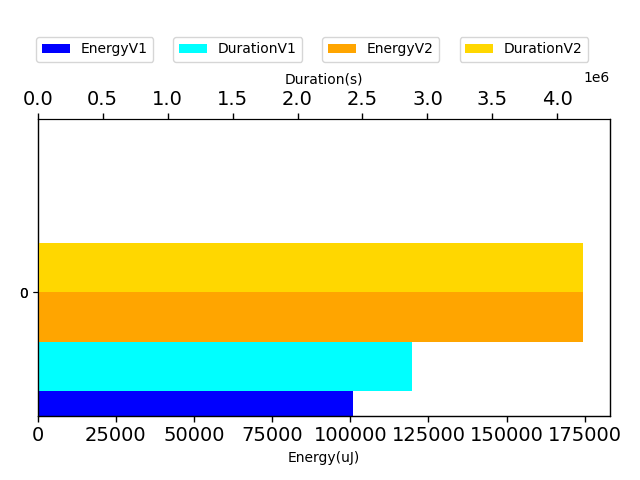 EnergyV1 DurationV1 EnergyV2 DurationV2
Duration(s)
1e6
0.0 0.5 1.0 1.5 2.0 2.5 3.0 3.5 4.0
0
0 25000 50000 75000 100000 125000 150000 175000
Energy(uJ)